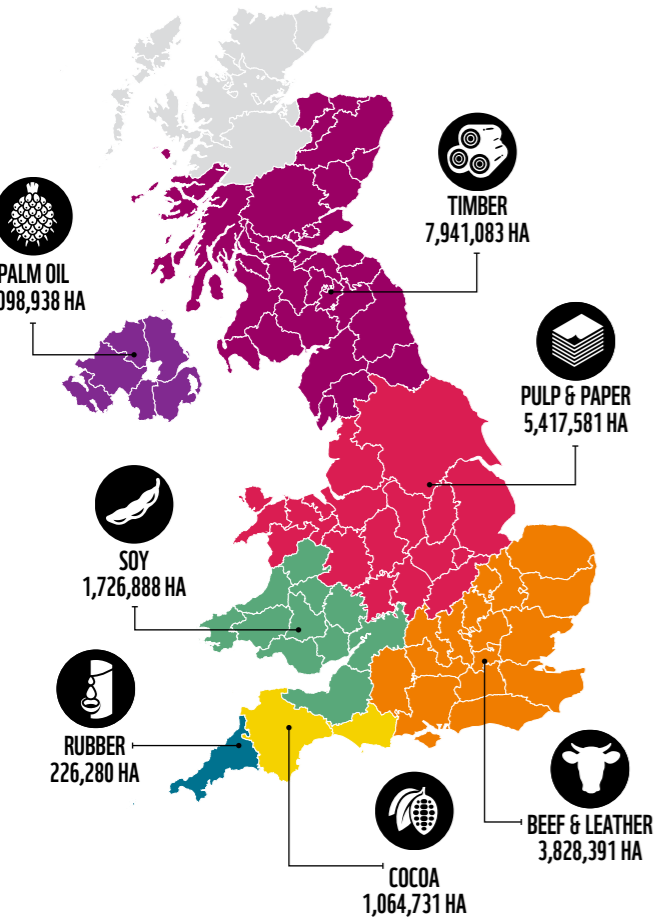 TIMBER
7,941,083 HA
PALM OIL
098,938 HA
PULP & PAPER
5,417,581 HA
SOY
1,726,888 HA
RUBBER
226,280 HA
BEEF & LEATHER
3,828,391 HA
COCOA
1,064,731 HA